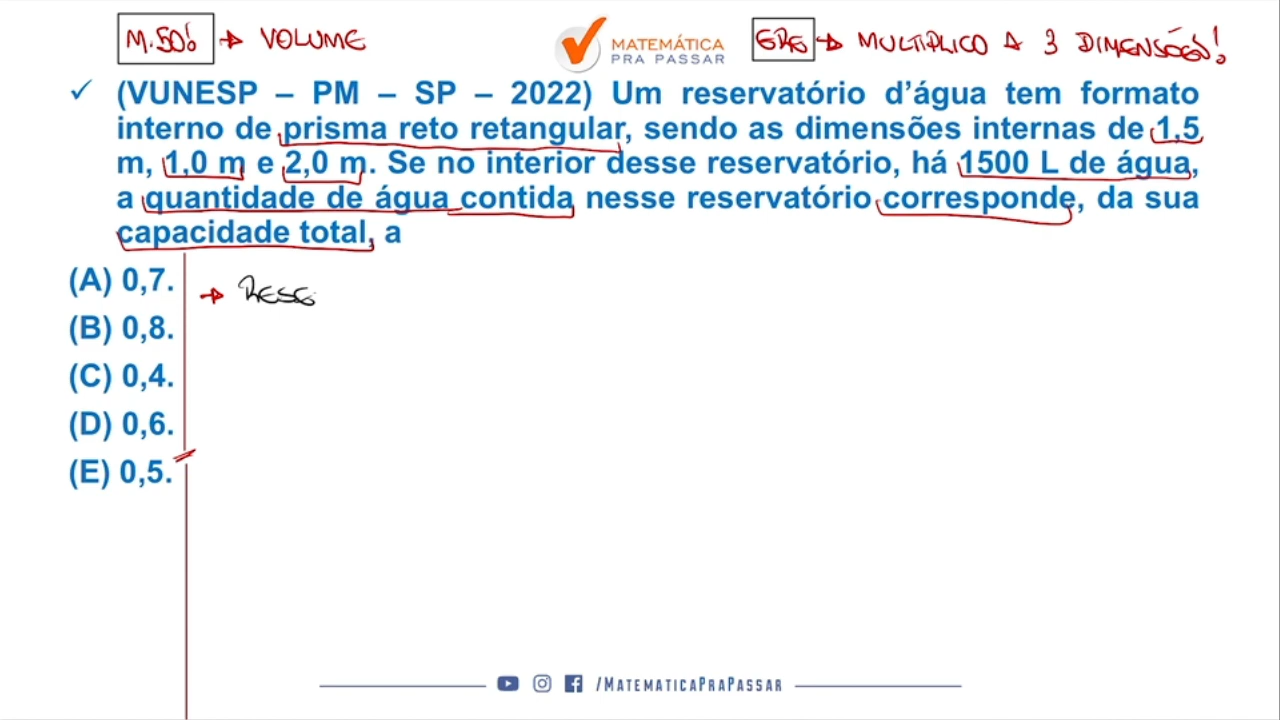 M.50! → VOLUME
MATEMÁTICA
PRA PASSAR
→ MULTIPLICO A 3 DIMENSÕES!
(VUNESP – PM – SP – 2022) Um reservatório d’água tem formato
interno de prisma reto retangular, sendo as dimensões internas de 1,5
m, 1,0 m e 2,0 m. Se no interior desse reservatório, há 1500 L de água,
a quantidade de água contida nesse reservatório corresponde, da sua
capacidade total, a
(A) 0,7.
→ RESE
(B) 0,8.
(C) 0,4.
(D) 0,6.
(E) 0,5.
/MATEMATICAPRAPASSAR